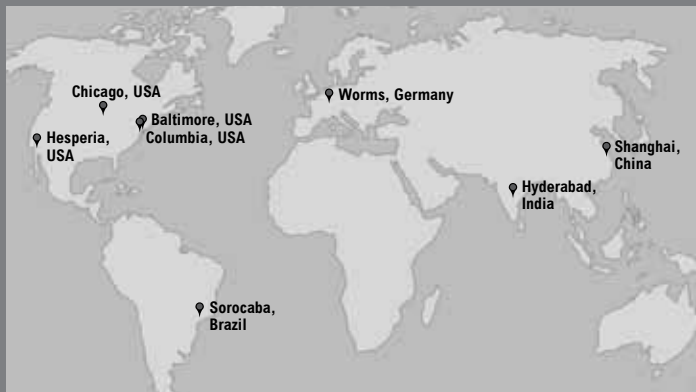 Chicago, USA
Baltimore, USA
Columbia, USA
Hesperia,
USA
Worms, Germany
Shanghai,
China
Hyderabad,
India
Sorocaba,
Brazil